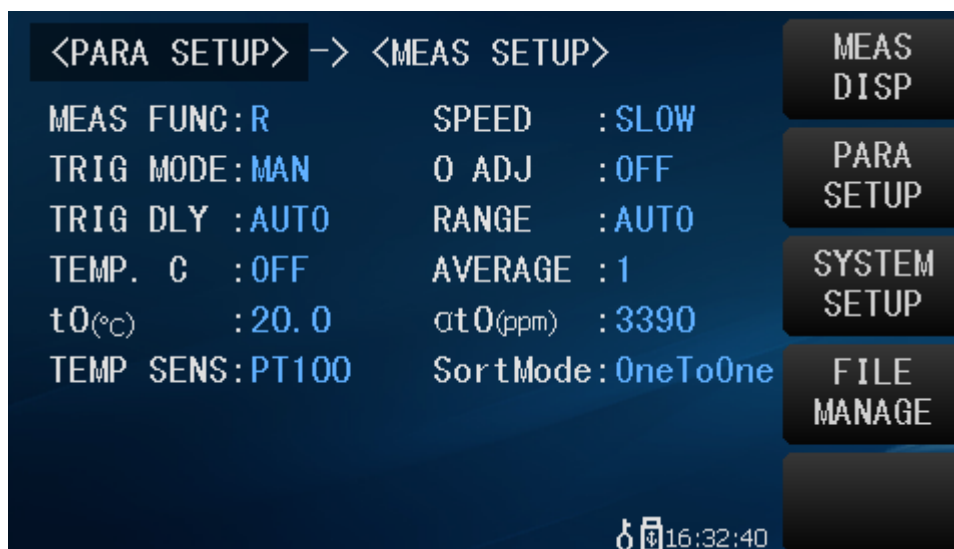 <PARA SETUP> -> <MEAS SETUP>
MEAS FUNC:R SPEED :SLOW
TRIG MODE:MAN O ADJ :OFF
TRIG DLY :AUTO RANGE :AUTO
TEMP. C :OFF AVERAGE :1
t0(℃) :20.0 αt0(ppm) :3390
TEMP SENS:PT100 SortMode:OneToOne
16:32:40
MEAS
DISP
PARA
SETUP
SYSTEM
SETUP
FILE
MANAGE